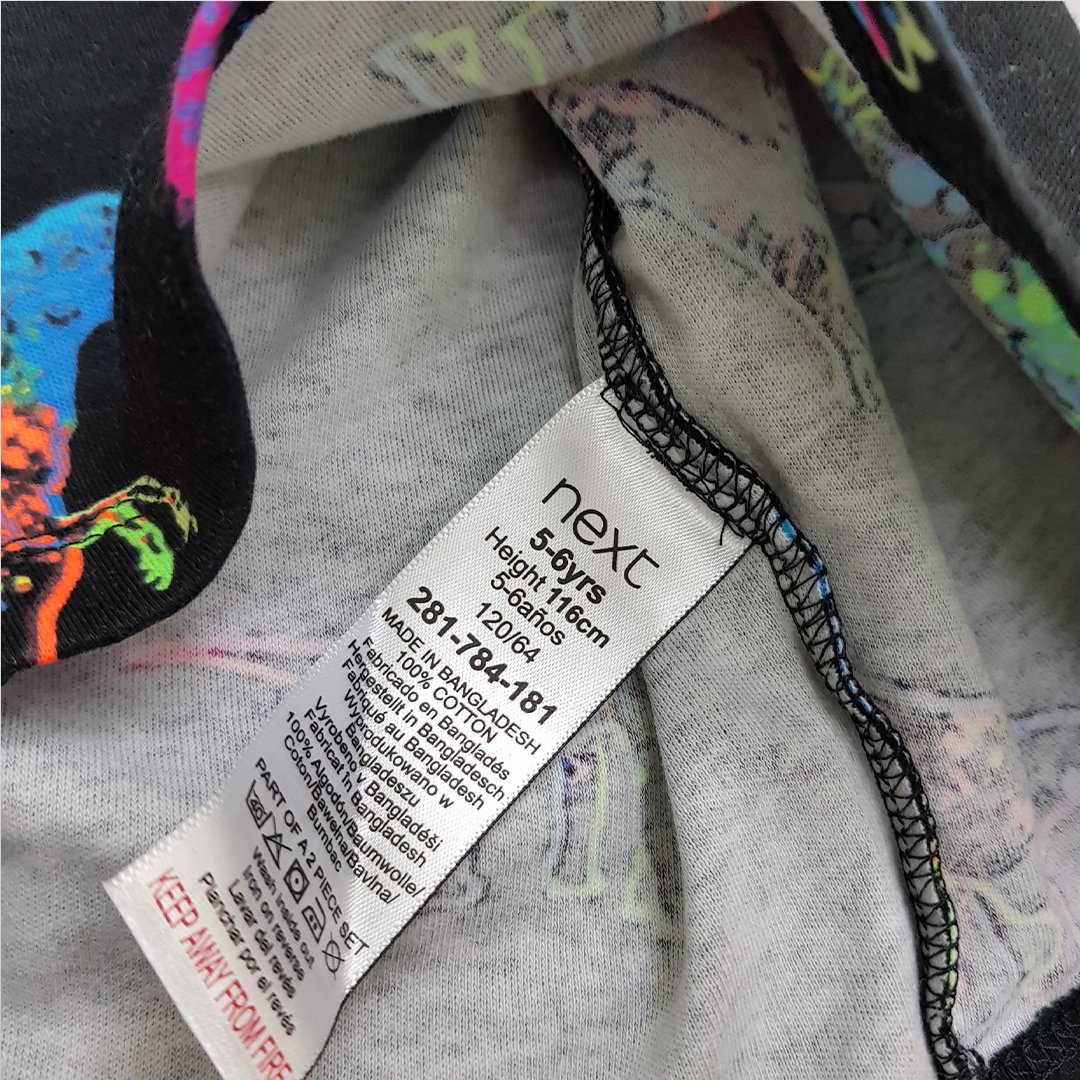 next
5-6yrs
Height 116cm
5-6años
120/64
281-784-181
MADE IN BANGLADESH
100% COTTON
Fabricado en Bangladés
Hergestellt in Bangladesch
Fabriqué au Bangladesh
Wyprodukowano w
Bangladeszu
Vyrobeno v Bangladéši
Fabricat în Bangladesh
100% Algodón/Baumwolle/
Coton/Bawełna/Bavlna/
Bumbac
PART OF A 2 PIECE SET
40
Wash inside out
Iron on reverse
Lavar del revés
Planchar por el revés
KEEP AWAY FROM FIRE